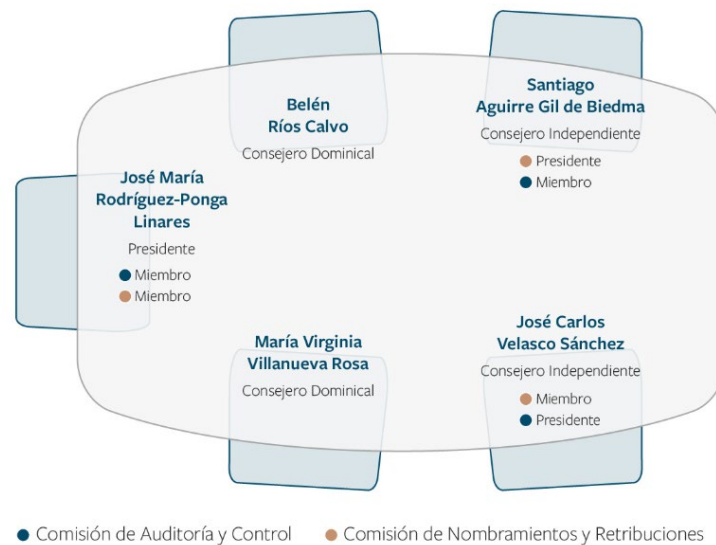 Belén
Ríos Calvo
Consejero Dominical
Santiago
Aguirre Gil de Biedma
Consejero Independiente
Presidente
Miembro
José María
Rodríguez-Ponga
Linares
Presidente
Miembro
Miembro
María Virginia
Villanueva Rosa
Consejero Dominical
José Carlos
Velasco Sánchez
Consejero Independiente
Miembro
Presidente
Comisión de Auditoría y Control
Comisión de Nombramientos y Retribuciones